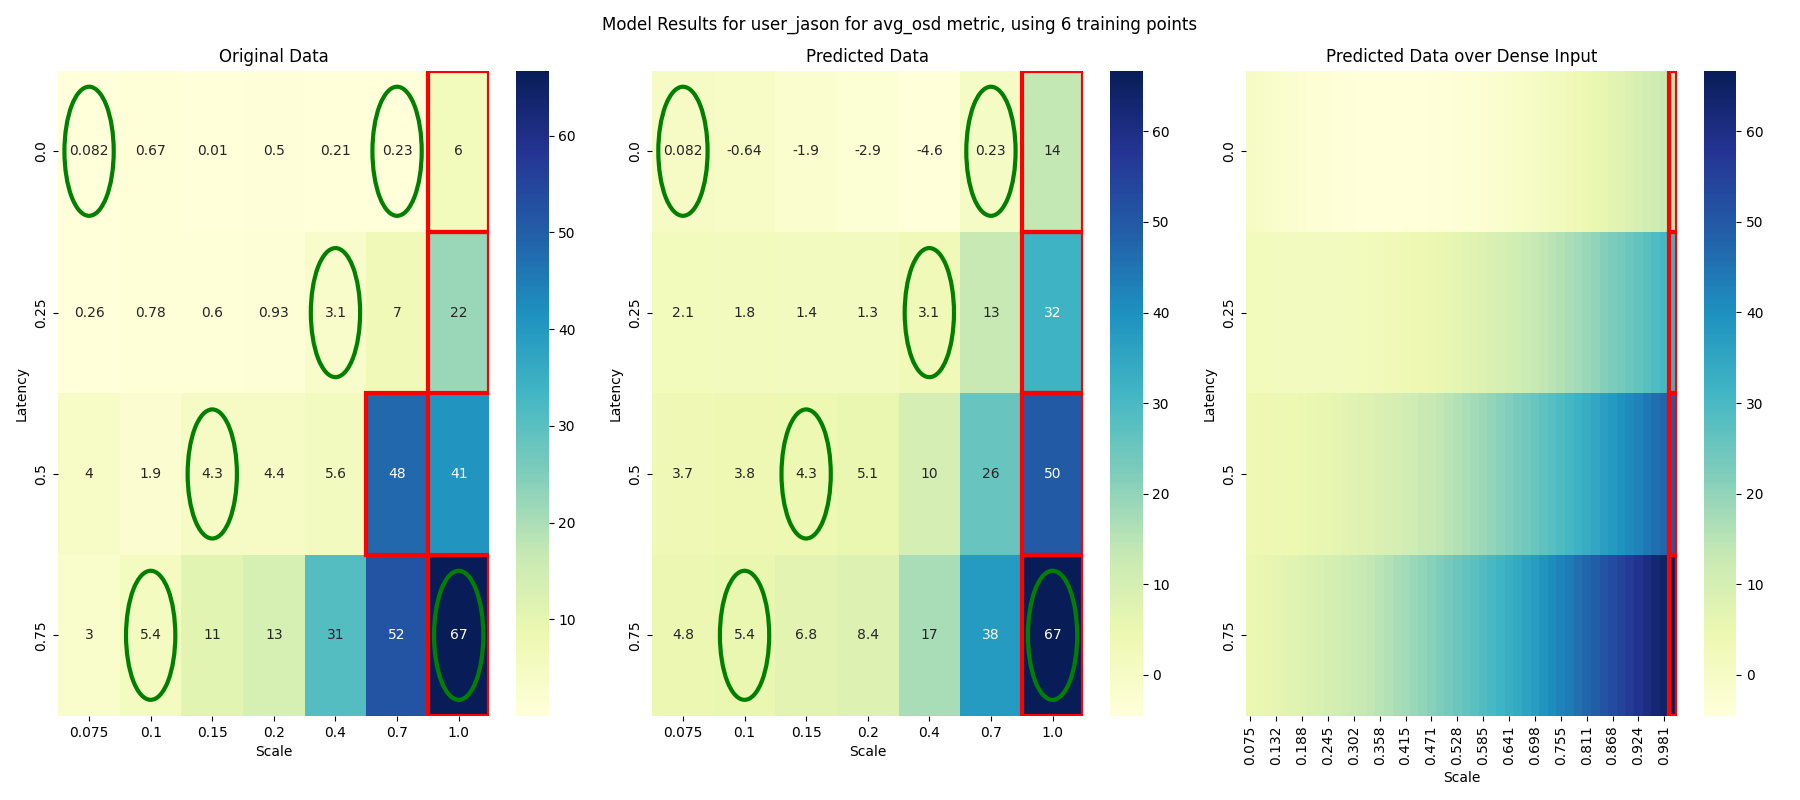 Model Results for user_jason for avg_osd metric, using 6 training points
Original Data
0.0
0.082 0.67 0.01 0.5 0.21 0.23 6
0.25
0.26 0.78 0.6 0.93 3.1 7 22
0.5
4 1.9 4.3 4.4 5.6 48 41
0.75
3 5.4 11 13 31 52 67
Latency
0.075 0.1 0.15 0.2 0.4 0.7 1.0
Scale
60
50
40
30
20
10
Predicted Data
0.0
0.082 -0.64 -1.9 -2.9 -4.6 0.23 14
0.25
2.1 1.8 1.4 1.3 3.1 13 32
0.5
3.7 3.8 4.3 5.1 10 26 50
0.75
4.8 5.4 6.8 8.4 17 38 67
Latency
0.075 0.1 0.15 0.2 0.4 0.7 1.0
Scale
60
50
40
30
20
10
0
Predicted Data over Dense Input
0.0
0.25
0.5
0.75
Latency
0.075 0.132 0.188 0.245 0.302 0.358 0.415 0.471 0.528 0.585 0.641 0.698 0.755 0.811 0.868 0.924 0.981
Scale
60
50
40
30
20
10
0